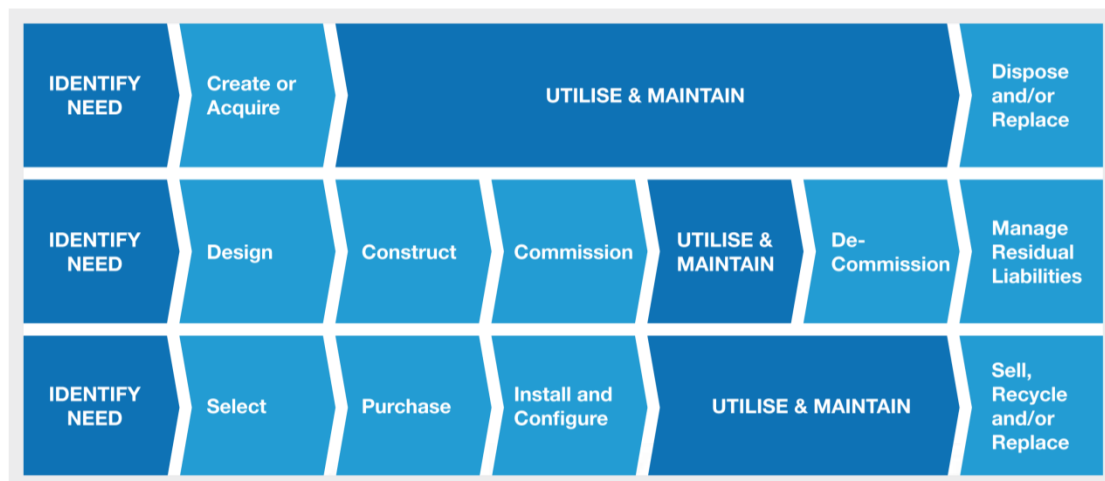 IDENTIFY
NEED
Create or
Acquire
UTILISE & MAINTAIN
Dispose
and/or
Replace
IDENTIFY
NEED
Design
Construct
Commission
UTILISE &
MAINTAIN
De-
Commission
Manage
Residual
Liabilities
IDENTIFY
NEED
Select
Purchase
Install and
Configure
UTILISE & MAINTAIN
Sell,
Recycle
and/or
Replace